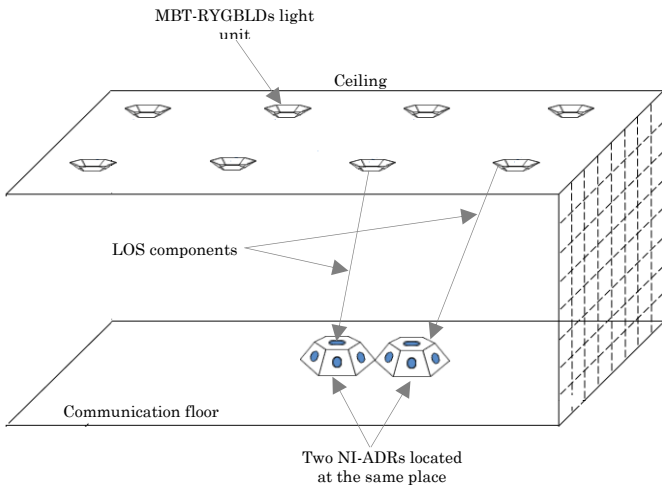 MBT-RYGBLDs light
unit
Ceiling
LOS components
Communication floor
Two NI-ADRs located
at the same place